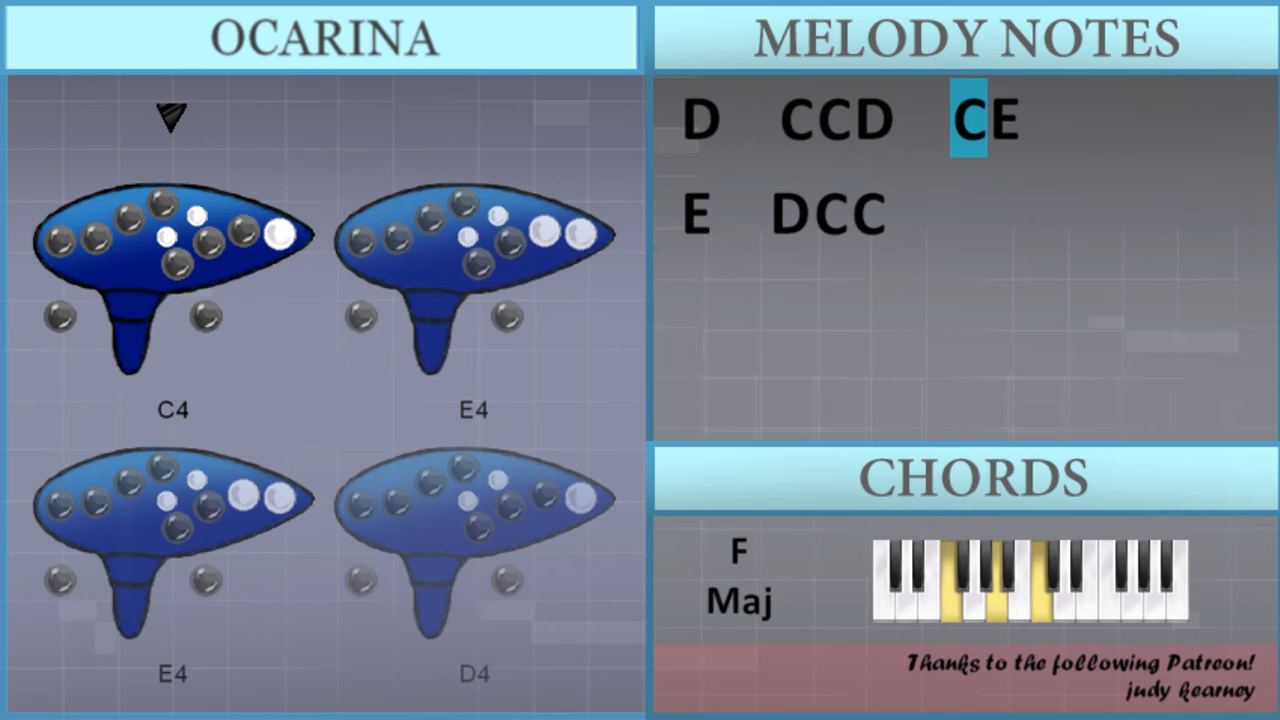 OCARINA
C4
E4
E4
D4
MELODY NOTES
D CCD CE
E DCC
CHORDS
F
Maj
Thanks to the following Patreon!
judy kearney